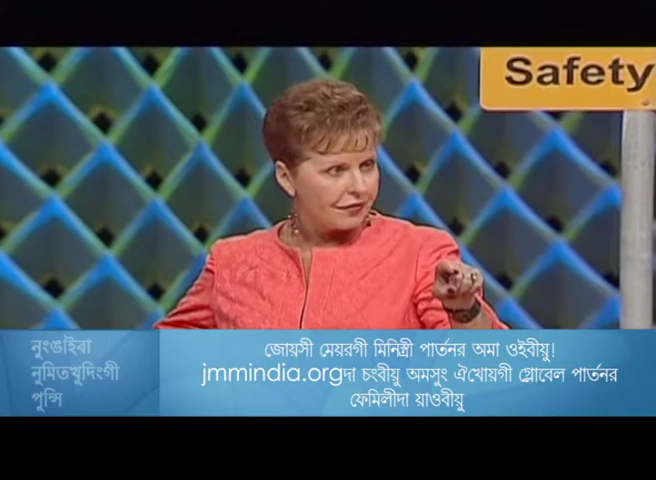 Safety
নুংঙাইবা
নুমিতখুদিংগী
পুন্সি
জোয়সী মেয়রগী মিনিস্ত্রী পার্তনর অমা ওইবীয়ু!
jmmindia.orgদা চংবীয়ু অমসুং ঐখোয়গী গ্লোবেল পার্তনর
ফেমিলীদা য়াওবীয়ু